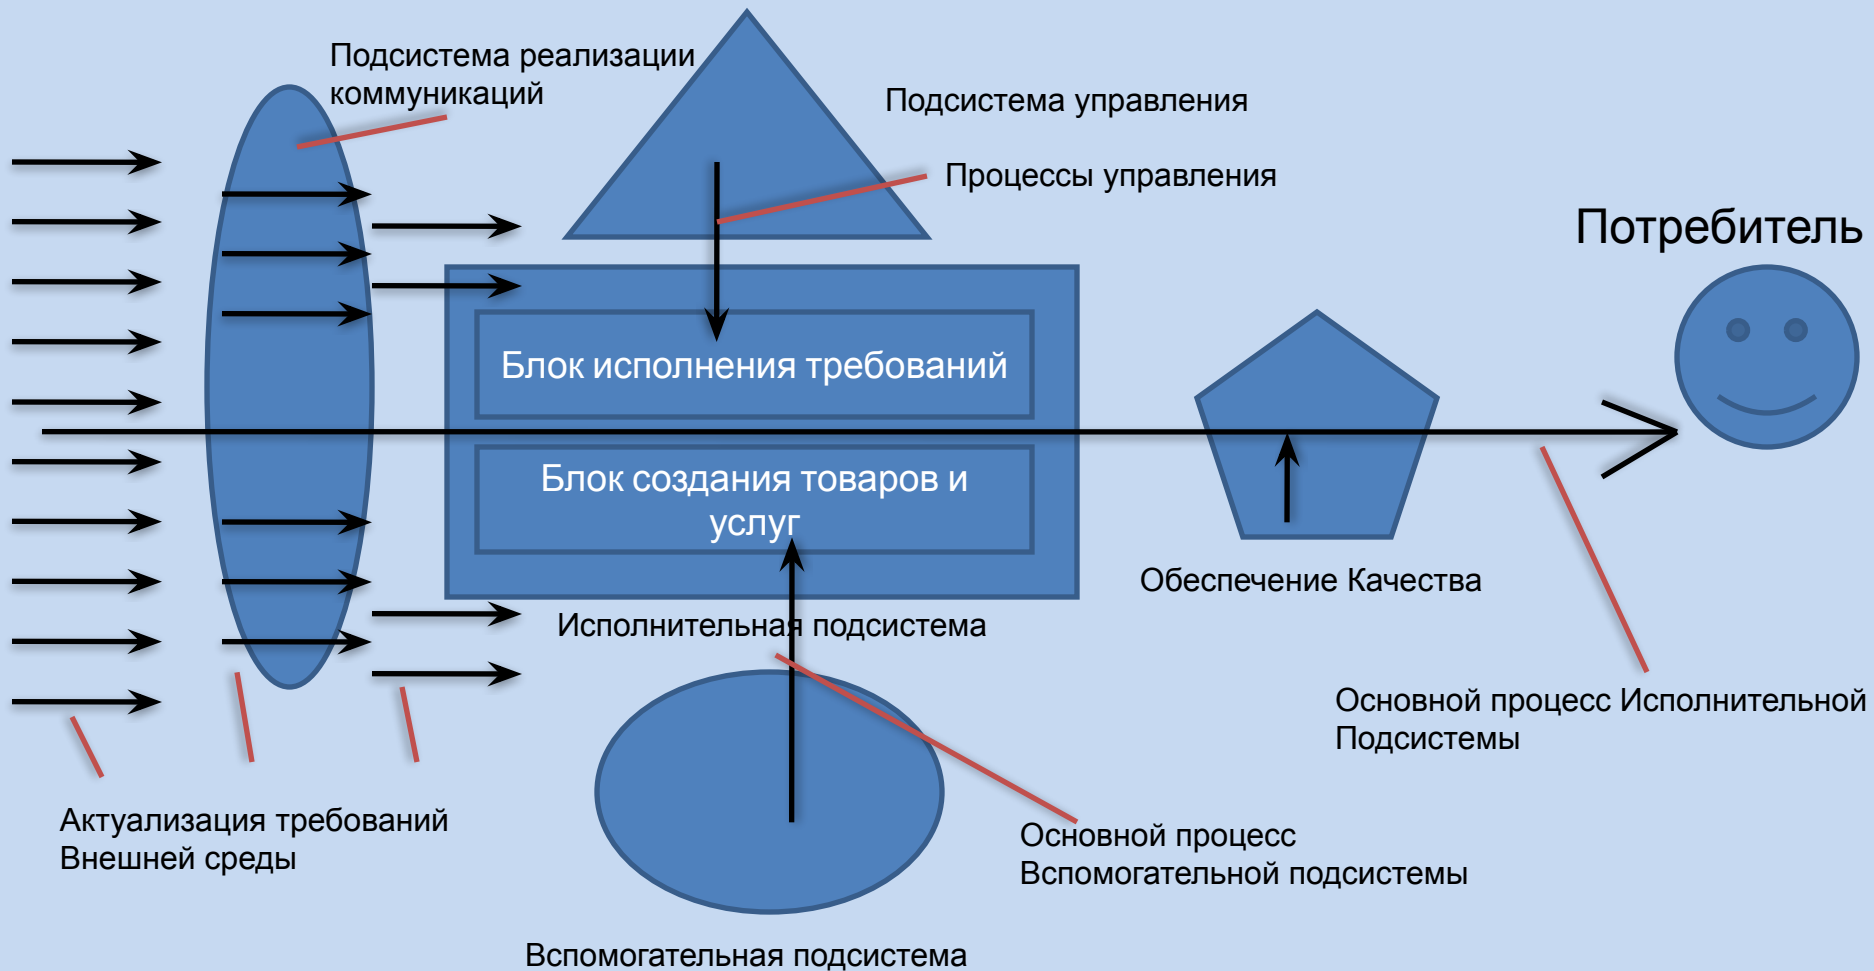 Подсистема реализации
коммуникаций
Подсистема управления
Процессы управления
Потребитель
Блок исполнения требований
Блок создания товаров и
услуг
Обеспечение Качества
Исполнительная подсистема
Основной процесс Исполнительной
Подсистемы
Актуализация требований
Внешней среды
Основной процесс
Вспомогательной подсистемы
Вспомогательная подсистема